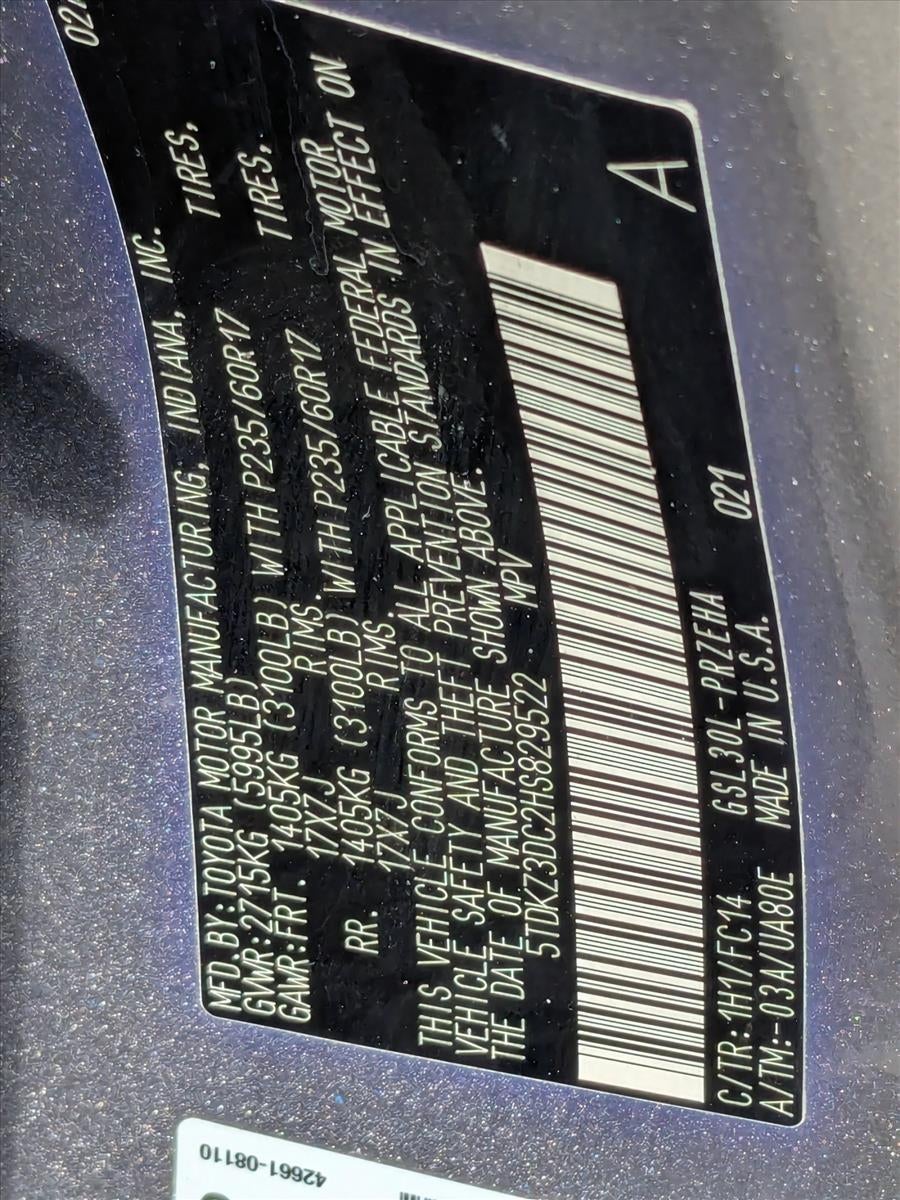 MFD.BY:TOYOTA MOTOR MANUFACTURING, INDIANA, INC.
GVWR:2715KG(5995LB)
GAWR:FRT. 1405KG (3100LB) WITH P235/60R17 TIRES,
17X7J RIMS.
RR. 1405KG (3100LB) WITH P235/60R17 TIRES,
17X7J RIMS.
THIS VEHICLE CONFORMS TO ALL APPLICABLE FEDERAL MOTOR
VEHICLE SAFETY AND THEFT PREVENTION STANDARDS IN EFFECT ON
THE DATE OF MANUFACTURE SHOWN ABOVE.
5TDKZ3DC2HS829522 MPV
A
C/TR:1H1/FC14 GSL30L-PRZEHA 021
A/TM:-03A/UA80E MADE IN U.S.A.
42661-08110